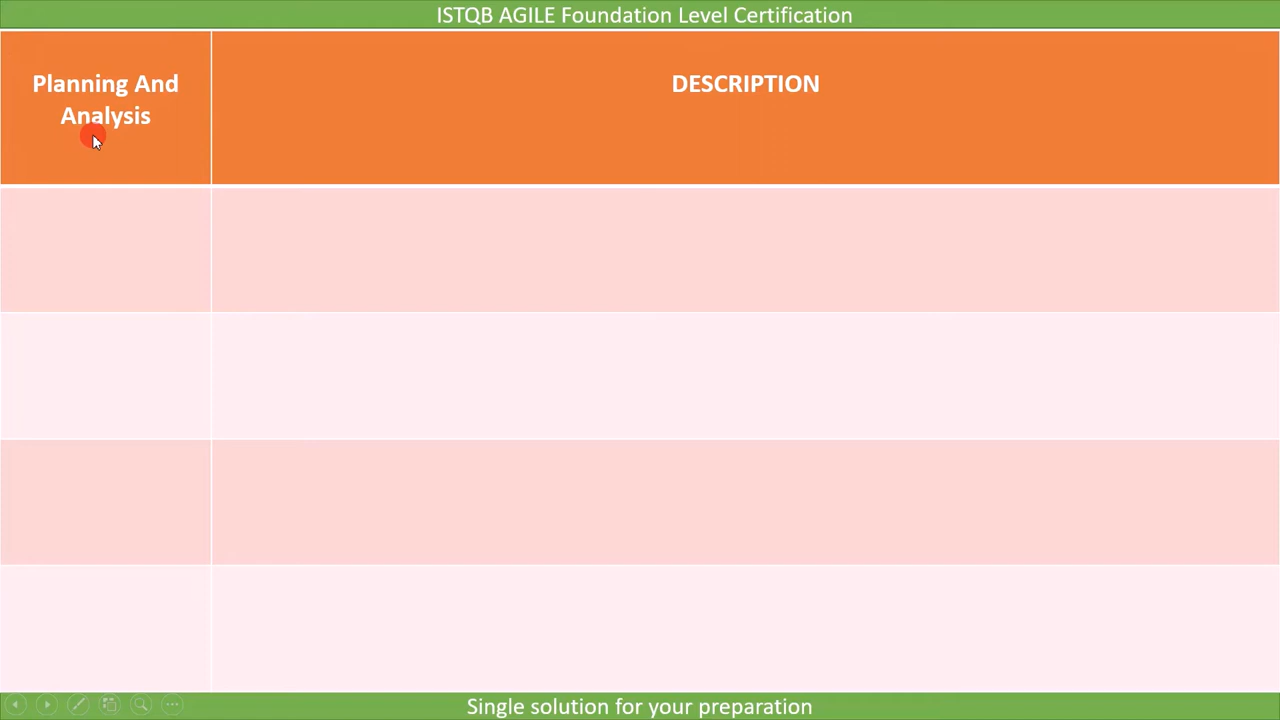 ISTQB AGILE Foundation Level Certification
Planning And
Analysis
DESCRIPTION
Single solution for your preparation